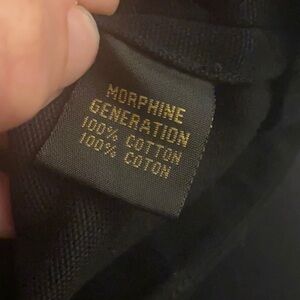 MORPHINE
GENERATION
100% COTTON
100% COTON